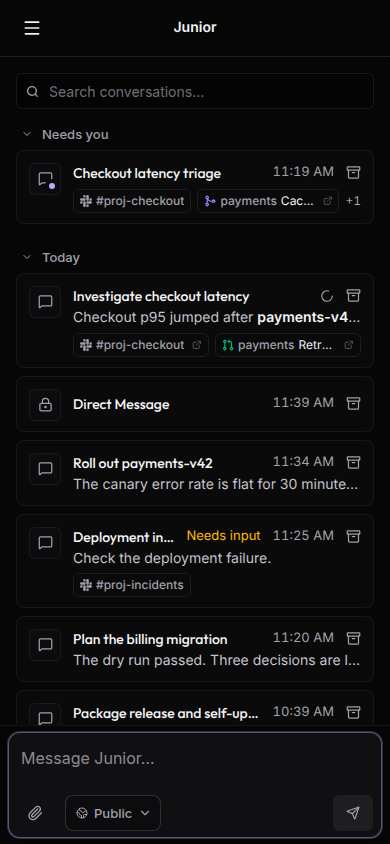 Junior
Search conversations...
Needs you
Checkout latency triage 11:19 AM
#proj-checkout payments Cac... +1
Today
Investigate checkout latency
Checkout p95 jumped after payments-v4...
#proj-checkout payments Retr...
Direct Message 11:39 AM
Roll out payments-v42 11:34 AM
The canary error rate is flat for 30 minute...
Deployment in... Needs input 11:25 AM
Check the deployment failure.
#proj-incidents
Plan the billing migration 11:20 AM
The dry run passed. Three decisions are l...
Package release and self-up... 10:39 AM
Message Junior...
Public